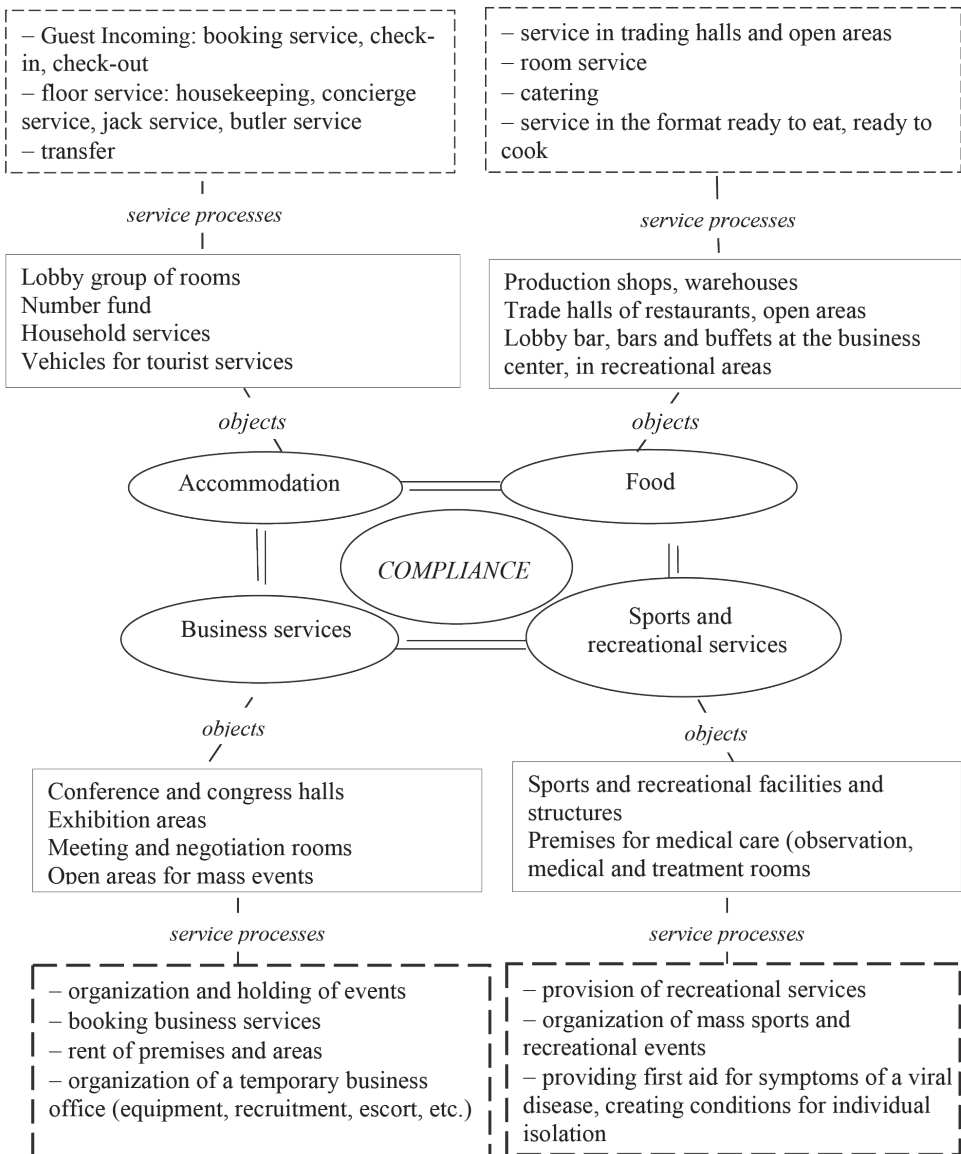 – Guest Incoming: booking service, check-
in, check-out
– floor service: housekeeping, concierge
service, jack service, butler service
– transfer
– service in trading halls and open areas
– room service
– catering
– service in the format ready to eat, ready to
cook
service processes
service processes
Lobby group of rooms
Number fund
Household services
Vehicles for tourist services
Production shops, warehouses
Trade halls of restaurants, open areas
Lobby bar, bars and buffets at the business
center, in recreational areas
objects
objects
Accommodation
Food
COMPLIANCE
Business services
Sports and
recreational services
objects
objects
Conference and congress halls
Exhibition areas
Meeting and negotiation rooms
Open areas for mass events
Sports and recreational facilities and
structures
Premises for medical care (observation,
medical and treatment rooms
service processes
service processes
– organization and holding of events
– booking business services
– rent of premises and areas
– organization of a temporary business
office (equipment, recruitment, escort, etc.)
– provision of recreational services
– organization of mass sports and
recreational events
– providing first aid for symptoms of a viral
disease, creating conditions for individual
isolation